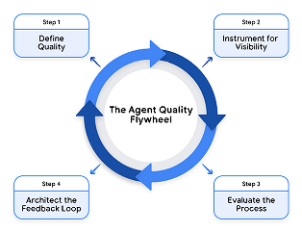 Step 1
Define
Quality
Step 2
Instrument for
Visibility
The Agent Quality
Flywheel
Step 4
Architect the
Feedback Loop
Step 3
Evaluate the
Process